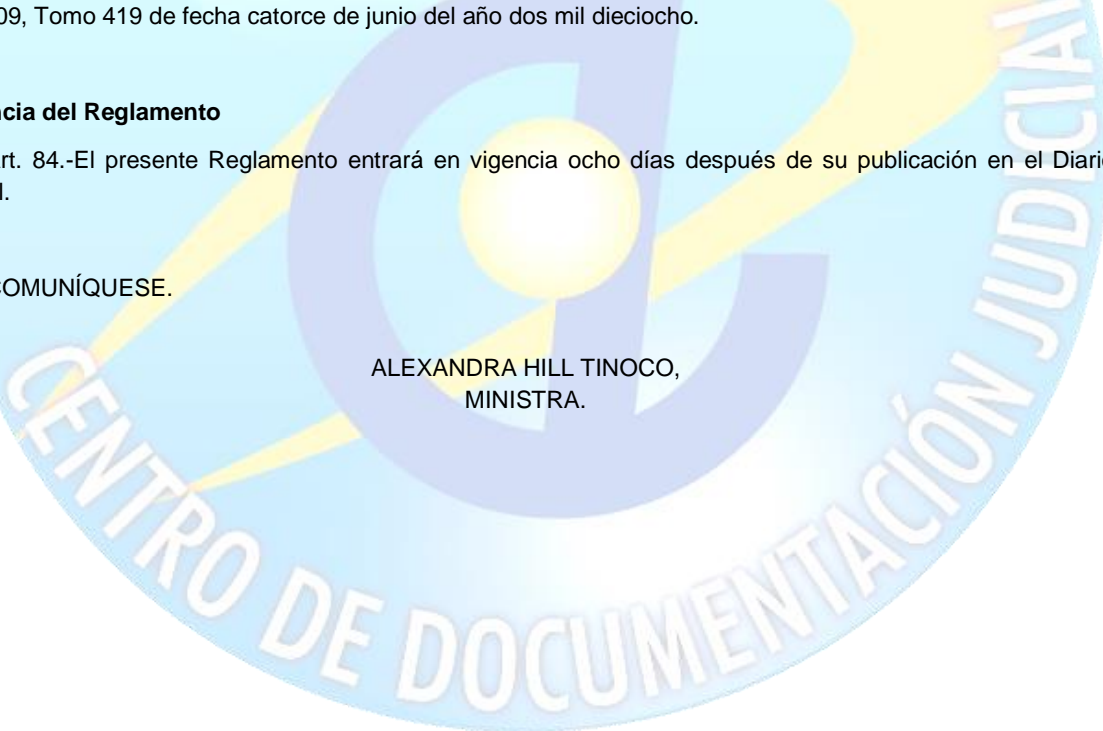 09, Tomo 419 de fecha catorce de junio del año dos mil dieciocho.
ncia del Reglamento
rt. 84.-El presente Reglamento entrará en vigencia ocho días después de su publicación en el Diario
l.
COMUNÍQUESE.
ALEXANDRA HILL TINOCO,
MINISTRA.
CENTRO DE DOCUMENTACIÓN JUDICIAL